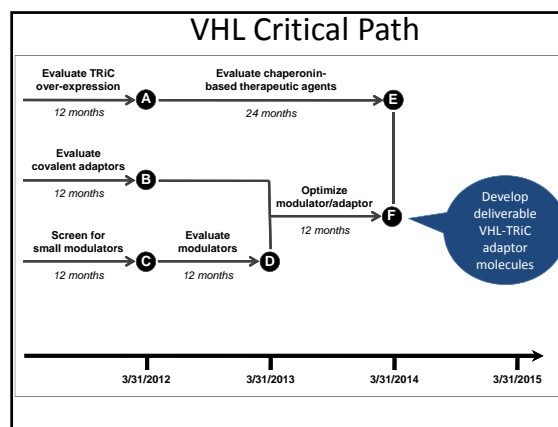 VHL Critical Path
Evaluate TRiC
over-expression
12 months
A
Evaluate chaperonin-
based therapeutic agents
24 months
E
Evaluate
covalent adaptors
12 months
B
Optimize
modulator/adaptor
12 months
F
Develop
deliverable
VHL-TRiC
adaptor
molecules
Screen for
small modulators
12 months
C
Evaluate
modulators
12 months
D
3/31/2012
3/31/2013
3/31/2014
3/31/2015